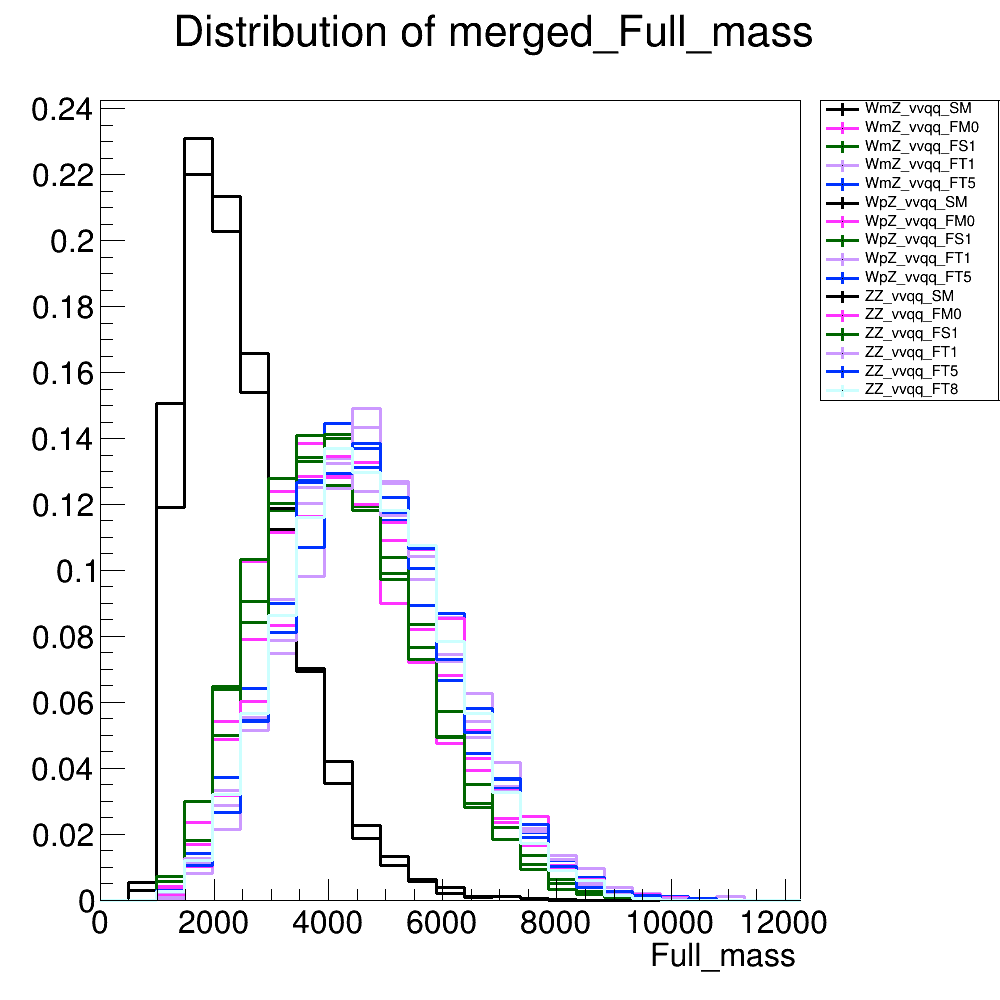 Distribution of merged_Full_mass
0.24
0.22
0.2
0.18
0.16
0.14
0.12
0.1
0.08
0.06
0.04
0.02
0
0 2000 4000 6000 8000 10000 12000
Full_mass
WmZ_vvqq_SM
WmZ_vvqq_FM0
WmZ_vvqq_FS1
WmZ_vvqq_FT1
WmZ_vvqq_FT5
WpZ_vvqq_SM
WpZ_vvqq_FM0
WpZ_vvqq_FS1
WpZ_vvqq_FT1
WpZ_vvqq_FT5
ZZ_vvqq_SM
ZZ_vvqq_FM0
ZZ_vvqq_FS1
ZZ_vvqq_FT1
ZZ_vvqq_FT5
ZZ_vvqq_FT8